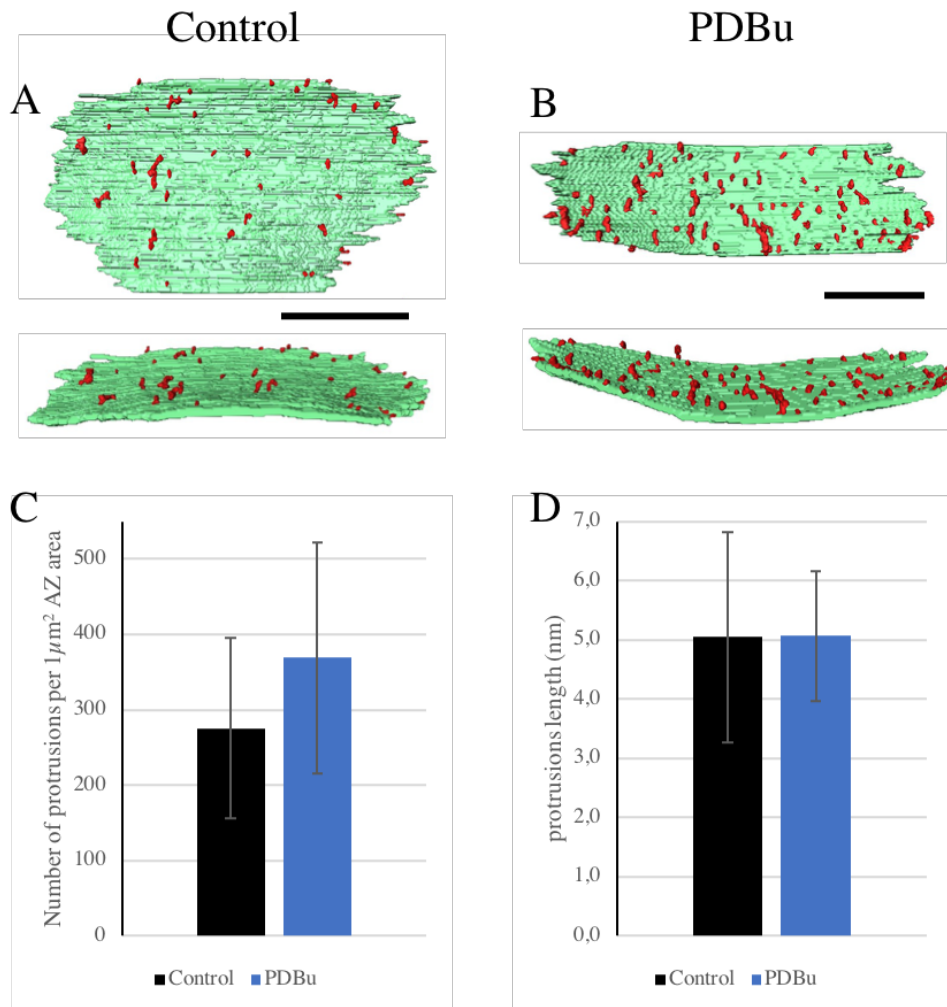 Control
PDBu
A
B
C
D
Number of protrusions per 1μm² AZ area
500
400
300
200
100
0
Control
PDBu
protrusions length (nm)
7,0
6,0
5,0
4,0
3,0
2,0
1,0
0,0
Control
PDBu